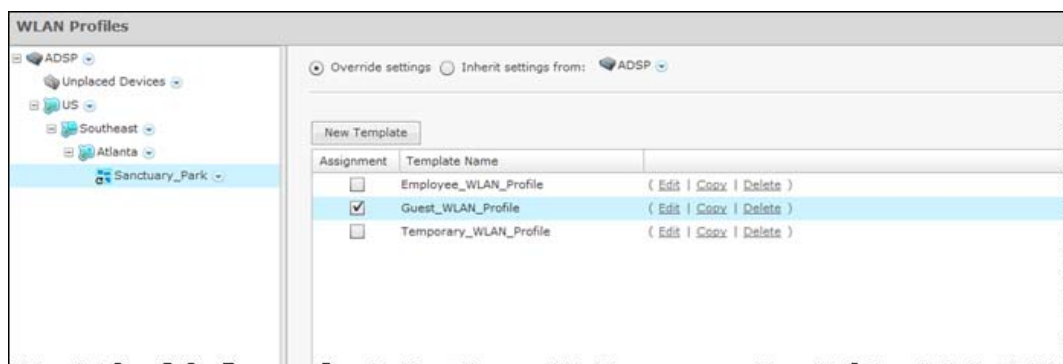 WLAN Profiles
ADSP
Unplaced Devices
US
Southeast
Atlanta
Sanctuary_Park
Override settings Inherit settings from: ADSP
New Template
Assignment Template Name
Employee_WLAN_Profile ( Edit | Copy | Delete )
Guest_WLAN_Profile ( Edit | Copy | Delete )
Temporary_WLAN_Profile ( Edit | Copy | Delete )